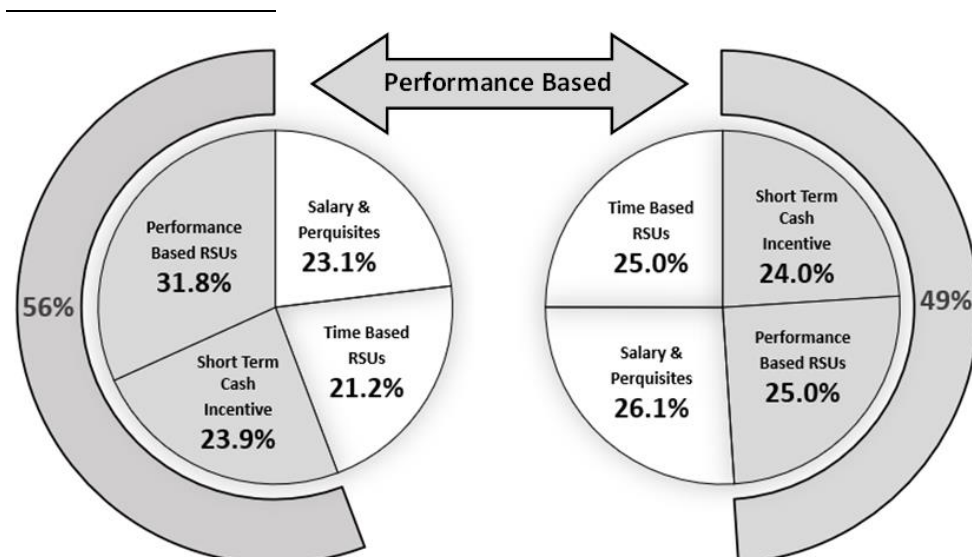 Performance Based
56%
Performance
Based RSUs
31.8%
Salary &
Perquisites
23.1%
Short Term
Cash
Incentive
23.9%
Time Based
RSUs
21.2%
Time Based
RSUs
25.0%
Short Term
Cash
Incentive
24.0%
Salary &
Perquisites
26.1%
Performance
Based RSUs
25.0%
49%